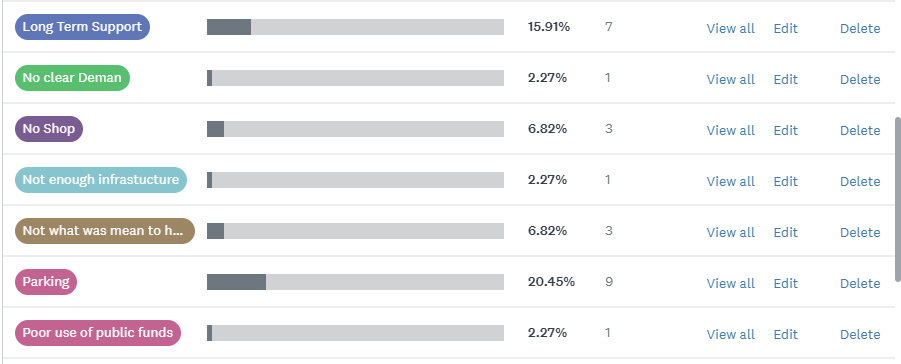 Long Term Support 15.91% 7 View all Edit Delete
No clear Deman 2.27% 1 View all Edit Delete
No Shop 6.82% 3 View all Edit Delete
Not enough infrastucture 2.27% 1 View all Edit Delete
Not what was mean to h... 6.82% 3 View all Edit Delete
Parking 20.45% 9 View all Edit Delete
Poor use of public funds 2.27% 1 View all Edit Delete